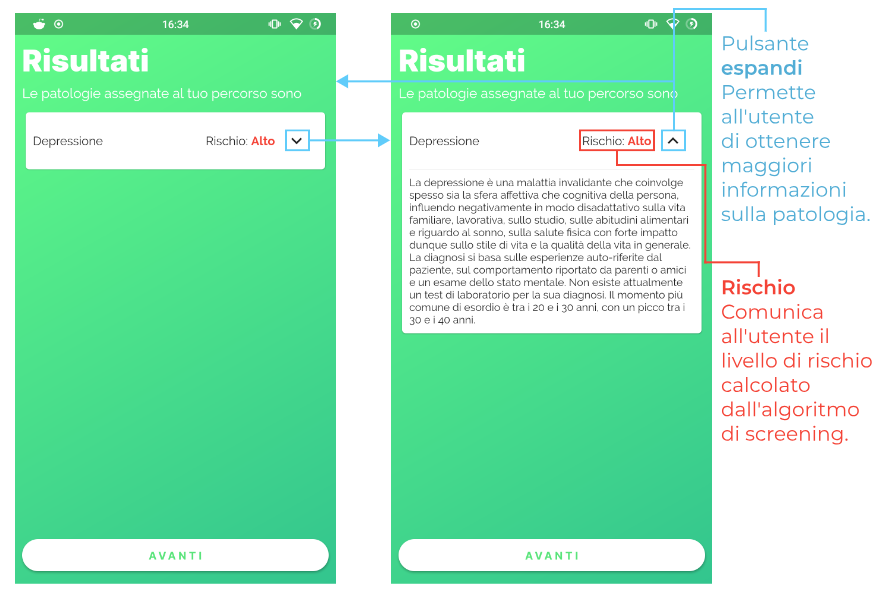 16:34
Risultati
Le patologie assegnate al tuo percorso sono
Depressione Rischio: Alto
AVANTI
16:34
Risultati
Le patologie assegnate al tuo percorso sono
Depressione Rischio: Alto
La depressione è una malattia invalidante che coinvolge
spesso sia la sfera affettiva che cognitiva della persona,
influendo negativamente in modo disadattativo sulla vita
familiare, lavorativa, sullo studio, sulle abitudini alimentari
e riguardo al sonno, sulla salute fisica con forte impatto
dunque sullo stile di vita e la qualità della vita in generale.
La diagnosi si basa sulle esperienze auto-riferite dal
paziente, sul comportamento riportato da parenti o amici
e un esame dello stato mentale. Non esiste attualmente
un test di laboratorio per la sua diagnosi. Il momento più
comune di esordio è tra i 20 e i 30 anni, con un picco tra i
30 e i 40 anni.
AVANTI
Pulsante
espandi
Permette
all'utente
di ottenere
maggiori
informazioni
sulla patologia.
Rischio
Comunica
all'utente il
livello di rischio
calcolato
dall'algoritmo
di screening.